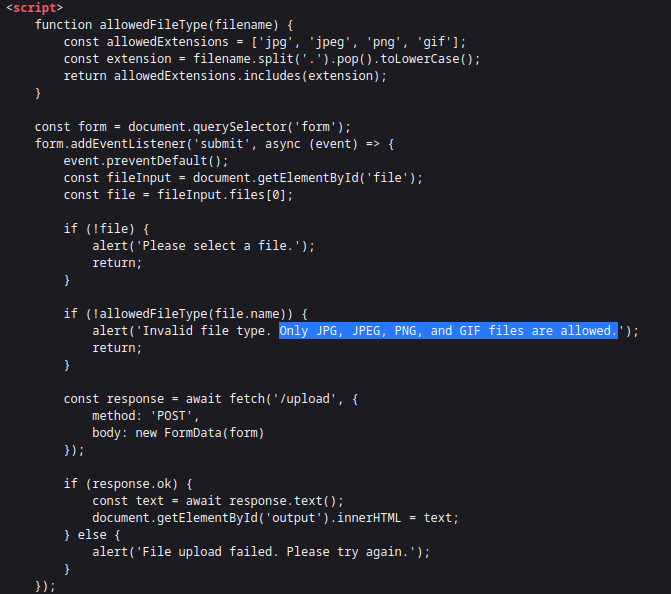 <script>
function allowedFileType(filename) {
const allowedExtensions = ['jpg', 'jpeg', 'png', 'gif'];
const extension = filename.split('.').pop().toLowerCase();
return allowedExtensions.includes(extension);
}
const form = document.querySelector('form');
form.addEventListener('submit', async (event) => {
event.preventDefault();
const fileInput = document.getElementById('file');
const file = fileInput.files[0];
if (!file) {
alert('Please select a file.');
return;
}
if (!allowedFileType(file.name)) {
alert('Invalid file type. Only JPG, JPEG, PNG, and GIF files are allowed.');
return;
}
const response = await fetch('/upload', {
method: 'POST',
body: new FormData(form)
});
if (response.ok) {
const text = await response.text();
document.getElementById('output').innerHTML = text;
} else {
alert('File upload failed. Please try again.');
}
});